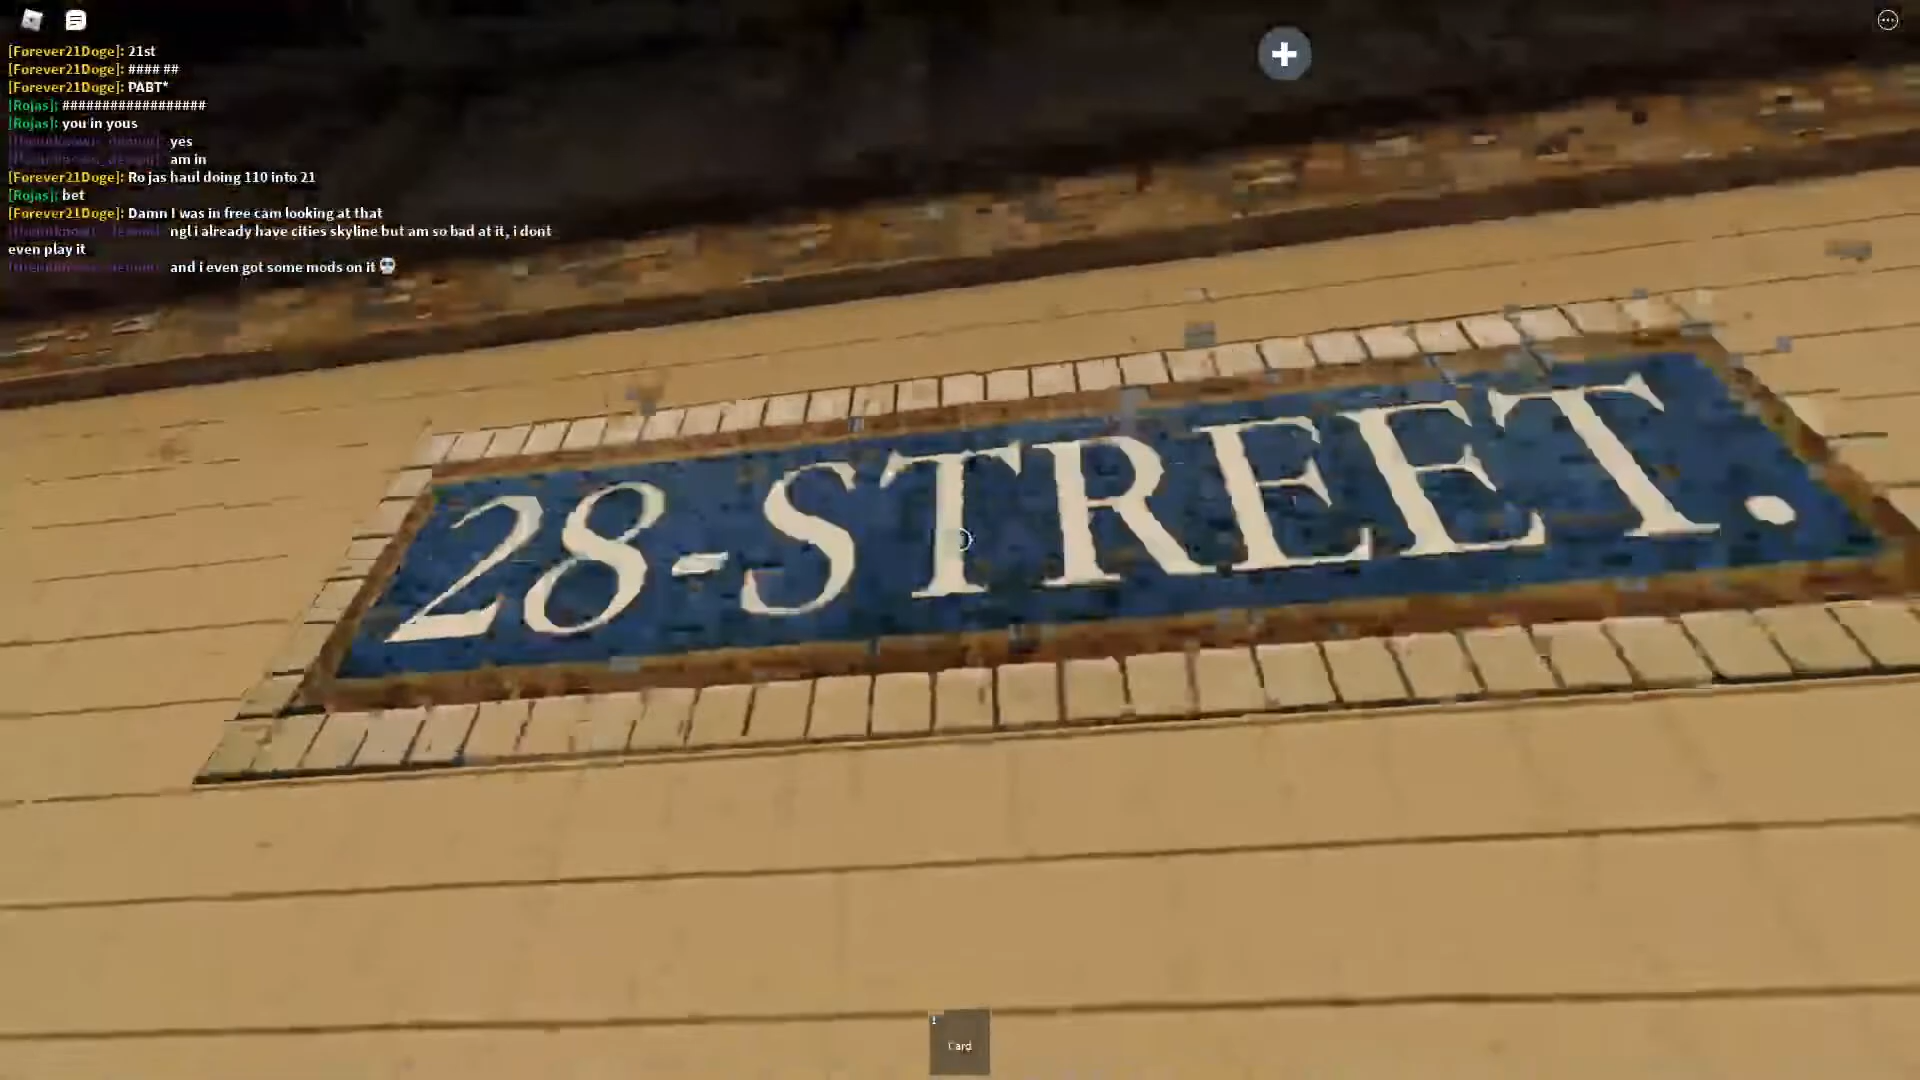 [Forever21Doge]: 21st
[Forever21Doge]: #### ##
[Forever21Doge]: PABT*
[Rojas]: ##################
[Rojas]: you in yous
yes
am in
[Forever21Doge]: Ro jas haul doing 110 into 21
[Rojas]: bet
[Forever21Doge]: Damn I was in free cam looking at that
ngl i already have cities skyline but am so bad at it, i dont
even play it
and i even got some mods on it 💀
28-STREET.
1
Card